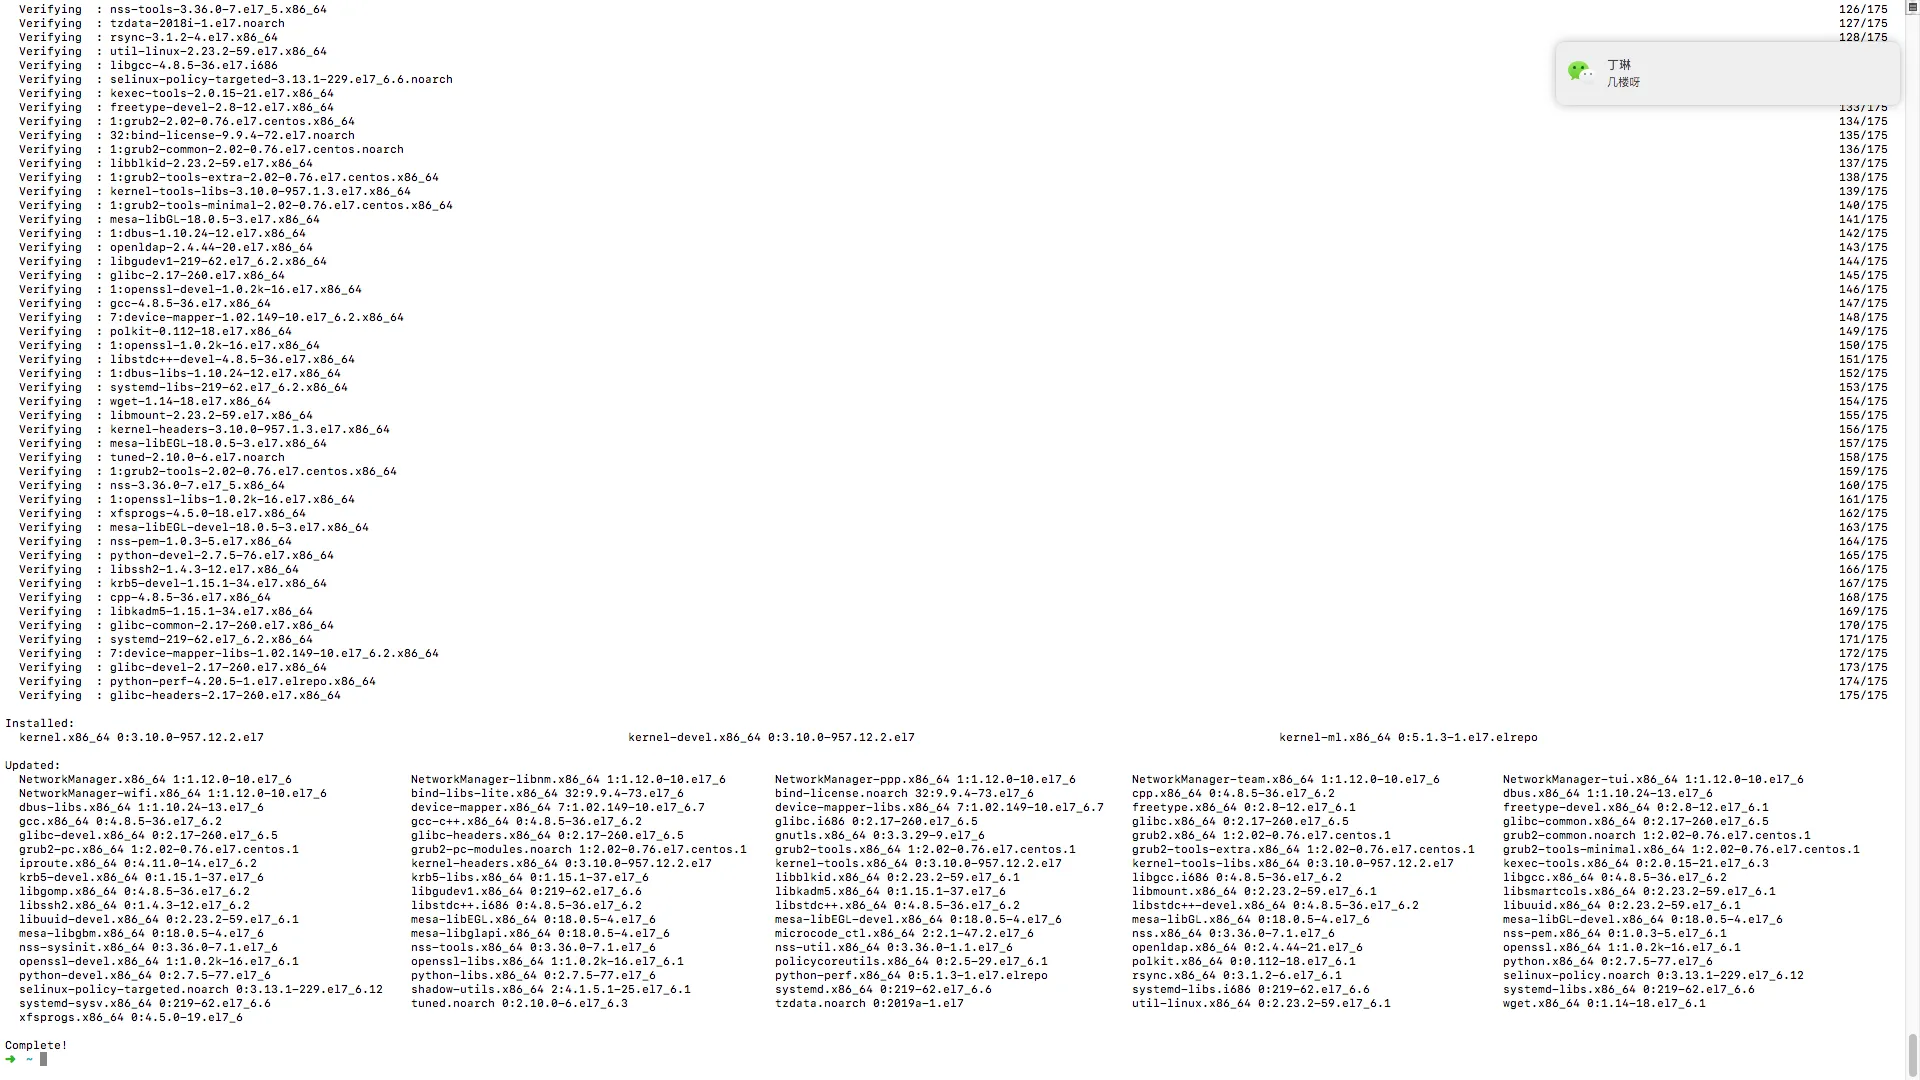 Verifying  : nss-tools-3.36.0-7.el7_5.x86_64 126/175
Verifying  : tzdata-2018i-1.el7.noarch 127/175
Verifying  : rsync-3.1.2-4.el7.x86_64 128/175
Verifying  : util-linux-2.23.2-59.el7.x86_64
Verifying  : libgcc-4.8.5-36.el7.i686
丁琳
Verifying  : selinux-policy-targeted-3.13.1-229.el7_6.6.noarch
几楼呀
Verifying  : kexec-tools-2.0.15-21.el7.x86_64
Verifying  : freetype-devel-2.8-12.el7.x86_64 133/175
Verifying  : 1:grub2-2.02-0.76.el7.centos.x86_64 134/175
Verifying  : 32:bind-license-9.9.4-72.el7.noarch 135/175
Verifying  : 1:grub2-common-2.02-0.76.el7.centos.noarch 136/175
Verifying  : libblkid-2.23.2-59.el7.x86_64 137/175
Verifying  : 1:grub2-tools-extra-2.02-0.76.el7.centos.x86_64 138/175
Verifying  : kernel-tools-libs-3.10.0-957.1.3.el7.x86_64 139/175
Verifying  : 1:grub2-tools-minimal-2.02-0.76.el7.centos.x86_64 140/175
Verifying  : mesa-libGL-18.0.5-3.el7.x86_64 141/175
Verifying  : 1:dbus-1.10.24-12.el7.x86_64 142/175
Verifying  : openldap-2.4.44-20.el7.x86_64 143/175
Verifying  : libgudev1-219-62.el7_6.2.x86_64 144/175
Verifying  : glibc-2.17-260.el7.x86_64 145/175
Verifying  : 1:openssl-devel-1.0.2k-16.el7.x86_64 146/175
Verifying  : gcc-4.8.5-36.el7.x86_64 147/175
Verifying  : 7:device-mapper-1.02.149-10.el7_6.2.x86_64 148/175
Verifying  : polkit-0.112-18.el7.x86_64 149/175
Verifying  : 1:openssl-1.0.2k-16.el7.x86_64 150/175
Verifying  : libstdc++-devel-4.8.5-36.el7.x86_64 151/175
Verifying  : 1:dbus-libs-1.10.24-12.el7.x86_64 152/175
Verifying  : systemd-libs-219-62.el7_6.2.x86_64 153/175
Verifying  : wget-1.14-18.el7.x86_64 154/175
Verifying  : libmount-2.23.2-59.el7.x86_64 155/175
Verifying  : kernel-headers-3.10.0-957.1.3.el7.x86_64 156/175
Verifying  : mesa-libEGL-18.0.5-3.el7.x86_64 157/175
Verifying  : tuned-2.10.0-6.el7.noarch 158/175
Verifying  : 1:grub2-tools-2.02-0.76.el7.centos.x86_64 159/175
Verifying  : nss-3.36.0-7.el7_5.x86_64 160/175
Verifying  : 1:openssl-libs-1.0.2k-16.el7.x86_64 161/175
Verifying  : xfsprogs-4.5.0-18.el7.x86_64 162/175
Verifying  : mesa-libEGL-devel-18.0.5-3.el7.x86_64 163/175
Verifying  : nss-pem-1.0.3-5.el7.x86_64 164/175
Verifying  : python-devel-2.7.5-76.el7.x86_64 165/175
Verifying  : libssh2-1.4.3-12.el7.x86_64 166/175
Verifying  : krb5-devel-1.15.1-34.el7.x86_64 167/175
Verifying  : cpp-4.8.5-36.el7.x86_64 168/175
Verifying  : libkadm5-1.15.1-34.el7.x86_64 169/175
Verifying  : glibc-common-2.17-260.el7.x86_64 170/175
Verifying  : systemd-219-62.el7_6.2.x86_64 171/175
Verifying  : 7:device-mapper-libs-1.02.149-10.el7_6.2.x86_64 172/175
Verifying  : glibc-devel-2.17-260.el7.x86_64 173/175
Verifying  : python-perf-4.20.5-1.el7.elrepo.x86_64 174/175
Verifying  : glibc-headers-2.17-260.el7.x86_64 175/175
Installed:
kernel.x86_64 0:3.10.0-957.12.2.el7 kernel-devel.x86_64 0:3.10.0-957.12.2.el7 kernel-ml.x86_64 0:5.1.3-1.el7.elrepo
Updated:
NetworkManager.x86_64 1:1.12.0-10.el7_6 NetworkManager-libnm.x86_64 1:1.12.0-10.el7_6 NetworkManager-ppp.x86_64 1:1.12.0-10.el7_6 NetworkManager-team.x86_64 1:1.12.0-10.el7_6 NetworkManager-tui.x86_64 1:1.12.0-10.el7_6
NetworkManager-wifi.x86_64 1:1.12.0-10.el7_6 bind-libs-lite.x86_64 32:9.9.4-73.el7_6 bind-license.noarch 32:9.9.4-73.el7_6 cpp.x86_64 0:4.8.5-36.el7_6.2 dbus.x86_64 1:1.10.24-13.el7_6
dbus-libs.x86_64 1:1.10.24-13.el7_6 device-mapper.x86_64 7:1.02.149-10.el7_6.7 device-mapper-libs.x86_64 7:1.02.149-10.el7_6.7 freetype.x86_64 0:2.8-12.el7_6.1 freetype-devel.x86_64 0:2.8-12.el7_6.1
gcc.x86_64 0:4.8.5-36.el7_6.2 gcc-c++.x86_64 0:4.8.5-36.el7_6.2 glibc.i686 0:2.17-260.el7_6.5 glibc.x86_64 0:2.17-260.el7_6.5 glibc-common.x86_64 0:2.17-260.el7_6.5
glibc-devel.x86_64 0:2.17-260.el7_6.5 glibc-headers.x86_64 0:2.17-260.el7_6.5 gnutls.x86_64 0:3.3.29-9.el7_6 grub2.x86_64 1:2.02-0.76.el7.centos.1 grub2-common.noarch 1:2.02-0.76.el7.centos.1
grub2-pc.x86_64 1:2.02-0.76.el7.centos.1 grub2-pc-modules.noarch 1:2.02-0.76.el7.centos.1 grub2-tools.x86_64 1:2.02-0.76.el7.centos.1 grub2-tools-extra.x86_64 1:2.02-0.76.el7.centos.1 grub2-tools-minimal.x86_64 1:2.02-0.76.el7.centos.1
iproute.x86_64 0:4.11.0-14.el7_6.2 kernel-headers.x86_64 0:3.10.0-957.12.2.el7 kernel-tools.x86_64 0:3.10.0-957.12.2.el7 kernel-tools-libs.x86_64 0:3.10.0-957.12.2.el7 kexec-tools.x86_64 0:2.0.15-21.el7_6.3
krb5-devel.x86_64 0:1.15.1-37.el7_6 krb5-libs.x86_64 0:1.15.1-37.el7_6 libblkid.x86_64 0:2.23.2-59.el7_6.1 libgcc.i686 0:4.8.5-36.el7_6.2 libgcc.x86_64 0:4.8.5-36.el7_6.2
libgomp.x86_64 0:4.8.5-36.el7_6.2 libgudev1.x86_64 0:219-62.el7_6.6 libkadm5.x86_64 0:1.15.1-37.el7_6 libmount.x86_64 0:2.23.2-59.el7_6.1 libsmartcols.x86_64 0:2.23.2-59.el7_6.1
libssh2.x86_64 0:1.4.3-12.el7_6.2 libstdc++.i686 0:4.8.5-36.el7_6.2 libstdc++.x86_64 0:4.8.5-36.el7_6.2 libstdc++-devel.x86_64 0:4.8.5-36.el7_6.2 libuuid.x86_64 0:2.23.2-59.el7_6.1
libuuid-devel.x86_64 0:2.23.2-59.el7_6.1 mesa-libEGL.x86_64 0:18.0.5-4.el7_6 mesa-libEGL-devel.x86_64 0:18.0.5-4.el7_6 mesa-libGL.x86_64 0:18.0.5-4.el7_6 mesa-libGL-devel.x86_64 0:18.0.5-4.el7_6
mesa-libgbm.x86_64 0:18.0.5-4.el7_6 mesa-libglapi.x86_64 0:18.0.5-4.el7_6 microcode_ctl.x86_64 2:2.1-47.2.el7_6 nss.x86_64 0:3.36.0-7.1.el7_6 nss-pem.x86_64 0:1.0.3-5.el7_6.1
nss-sysinit.x86_64 0:3.36.0-7.1.el7_6 nss-tools.x86_64 0:3.36.0-7.1.el7_6 nss-util.x86_64 0:3.36.0-1.1.el7_6 openldap.x86_64 0:2.4.44-21.el7_6 openssl.x86_64 1:1.0.2k-16.el7_6.1
openssl-devel.x86_64 1:1.0.2k-16.el7_6.1 openssl-libs.x86_64 1:1.0.2k-16.el7_6.1 policycoreutils.x86_64 0:2.5-29.el7_6.1 polkit.x86_64 0:0.112-18.el7_6.1 python.x86_64 0:2.7.5-77.el7_6
python-devel.x86_64 0:2.7.5-77.el7_6 python-libs.x86_64 0:2.7.5-77.el7_6 python-perf.x86_64 0:5.1.3-1.el7.elrepo rsync.x86_64 0:3.1.2-6.el7_6.1 selinux-policy.noarch 0:3.13.1-229.el7_6.12
selinux-policy-targeted.noarch 0:3.13.1-229.el7_6.12 shadow-utils.x86_64 2:4.1.5.1-25.el7_6.1 systemd.x86_64 0:219-62.el7_6.6 systemd-libs.i686 0:219-62.el7_6.6 systemd-libs.x86_64 0:219-62.el7_6.6
systemd-sysv.x86_64 0:219-62.el7_6.6 tuned.noarch 0:2.10.0-6.el7_6.3 tzdata.noarch 0:2019a-1.el7 util-linux.x86_64 0:2.23.2-59.el7_6.1 wget.x86_64 0:1.14-18.el7_6.1
xfsprogs.x86_64 0:4.5.0-19.el7_6
Complete!
➜ ~